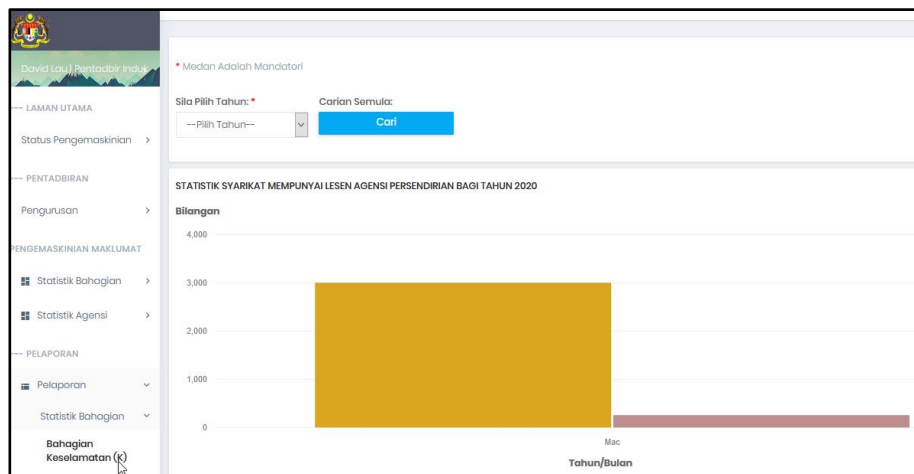 David Lau | Pentadbir Induk
--- LAMAN UTAMA
Status Pengemaskinian
--- PENTADBIRAN
Pengurusan
PENGEMASKINIAN MAKLUMAT
Statistik Bahagian
Statistik Agensi
--- PELAPORAN
Pelaporan
Statistik Bahagian
Bahagian
Keselamatan (K)
* Medan Adalah Mandatori
Sila Pilih Tahun: * Carian Semula:
--Pilih Tahun-- Cari
STATISTIK SYARIKAT MEMPUNYAI LESEN AGENSI PERSENDIRIAN BAGI TAHUN 2020
Bilangan
4,000
3,000
2,000
1,000
0
Mac
Tahun/Bulan